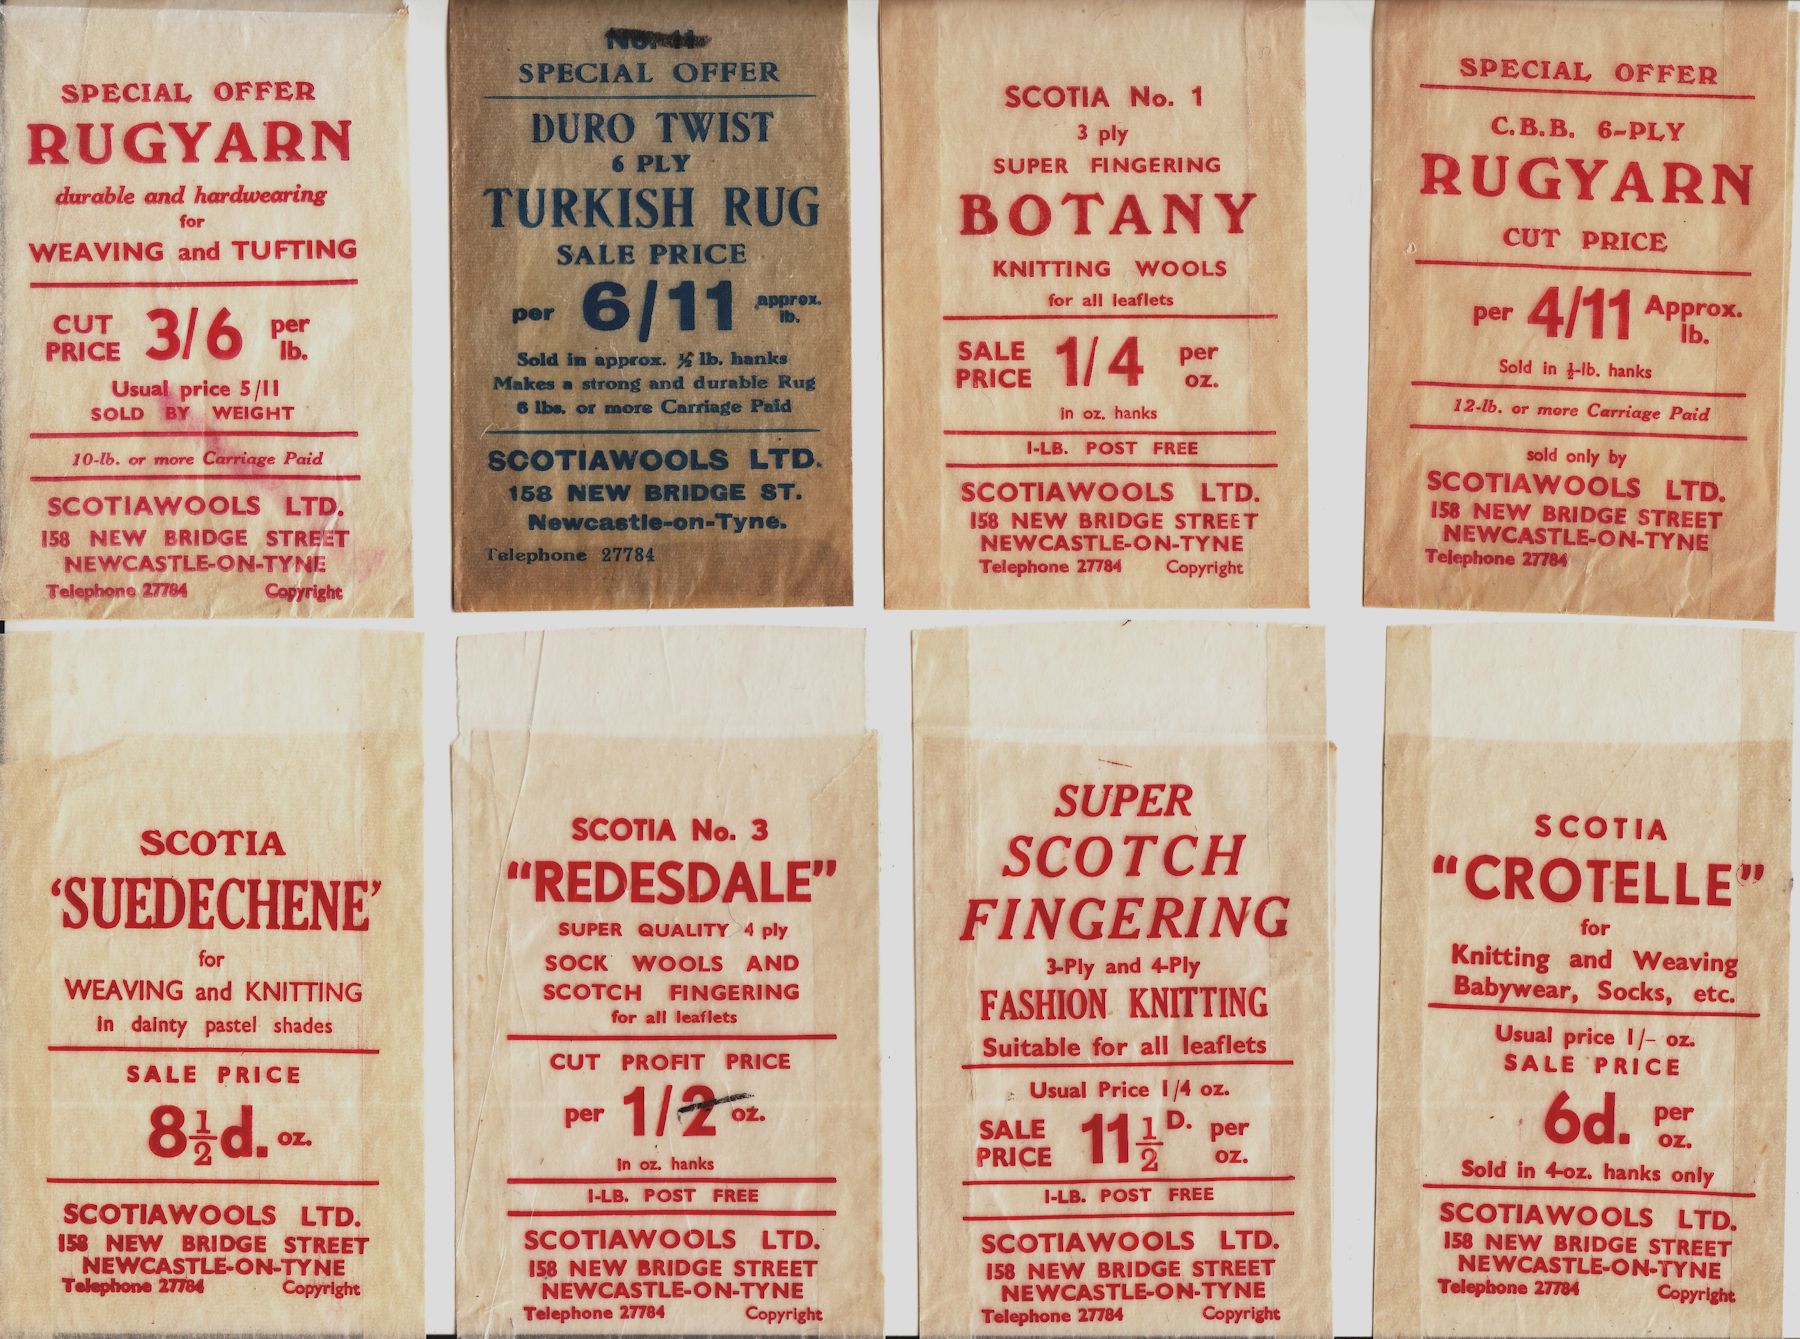 SPECIAL OFFER
RUGYARN
durable and hardwearing
for
WEAVING and TUFTING
CUT PRICE 3/6 per lb.
Usual price 5/11
SOLD BY WEIGHT
10-lb. or more Carriage Paid
SCOTIAWOOLS LTD.
158 NEW BRIDGE STREET
NEWCASTLE-ON-TYNE
Telephone 27784 Copyright
No. 11
SPECIAL OFFER
DURO TWIST
6 PLY
TURKISH RUG
SALE PRICE
per 6/11 approx. lb.
Sold in approx. ½ lb. hanks
Makes a strong and durable Rug
6 lbs. or more Carriage Paid
SCOTIAWOOLS LTD.
158 NEW BRIDGE ST.
Newcastle-on-Tyne.
Telephone 27784
SCOTIA No. 1
3 ply
SUPER FINGERING
BOTANY
KNITTING WOOLS
for all leaflets
SALE PRICE 1/4 per oz.
in oz. hanks
1-LB. POST FREE
SCOTIAWOOLS LTD.
158 NEW BRIDGE STREET
NEWCASTLE-ON-TYNE
Telephone 27784 Copyright
SPECIAL OFFER
C.B.B. 6-PLY
RUGYARN
CUT PRICE
per 4/11 Approx. lb.
Sold in ½-lb. hanks
12-lb. or more Carriage Paid
sold only by
SCOTIAWOOLS LTD.
158 NEW BRIDGE STREET
NEWCASTLE-ON-TYNE
Telephone 27784
SCOTIA
'SUEDECHENE'
for
WEAVING and KNITTING
in dainty pastel shades
SALE PRICE
8½d. oz.
SCOTIAWOOLS LTD.
158 NEW BRIDGE STREET
NEWCASTLE-ON-TYNE
Telephone 27784 Copyright
SCOTIA No. 3
"REDESDALE"
SUPER QUALITY 4 ply
SOCK WOOLS AND
SCOTCH FINGERING
for all leaflets
CUT PROFIT PRICE
per 1/2 oz.
in oz. hanks
1-LB. POST FREE
SCOTIAWOOLS LTD.
158 NEW BRIDGE STREET
NEWCASTLE-ON-TYNE
Telephone 27784 Copyright
SUPER
SCOTCH
FINGERING
3-Ply and 4-Ply
FASHION KNITTING
Suitable for all leaflets
Usual Price 1/4 oz.
SALE PRICE 11½D. per oz.
1-LB. POST FREE
SCOTIAWOOLS LTD.
158 NEW BRIDGE STREET
NEWCASTLE-ON-TYNE
Telephone 27784 Copyright
SCOTIA
"CROTELLE"
for
Knitting and Weaving
Babywear, Socks, etc.
Usual price 1/- oz.
SALE PRICE
6d. per oz.
Sold in 4-oz. hanks only
SCOTIAWOOLS LTD.
158 NEW BRIDGE STREET
NEWCASTLE-ON-TYNE
Telephone 27784 Copyright